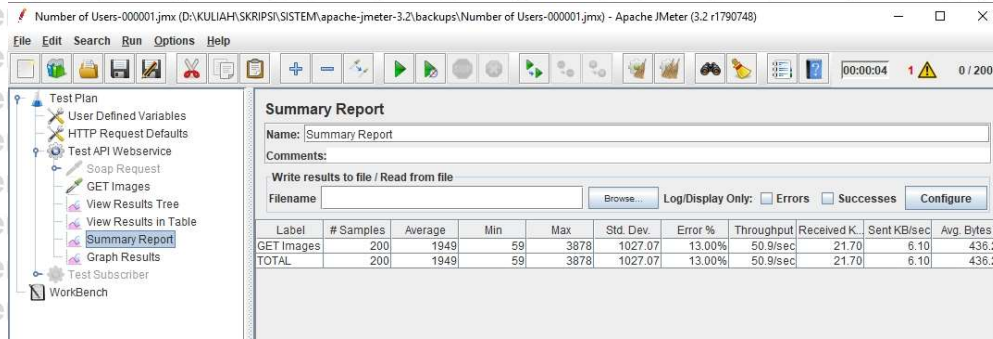 Number of Users-000001.jmx (D:\KULIAH\SKRIPSI\SISTEM\apache-jmeter-3.2\backups\Number of Users-000001.jmx) - Apache JMeter (3.2 r1790748)
File Edit Search Run Options Help
00:00:04 1 0 / 200
Test Plan
User Defined Variables
HTTP Request Defaults
Test API Webservice
Soap Request
GET Images
View Results Tree
View Results in Table
Summary Report
Graph Results
Test Subscriber
WorkBench
Summary Report
Name: Summary Report
Comments:
Write results to file / Read from file
Filename Browse... Log/Display Only: Errors Successes Configure
Label # Samples Average Min Max Std. Dev. Error % Throughput Received K... Sent KB/sec Avg. Bytes
GET Images 200 1949 59 3878 1027.07 13.00% 50.9/sec 21.70 6.10 436.
TOTAL 200 1949 59 3878 1027.07 13.00% 50.9/sec 21.70 6.10 436.